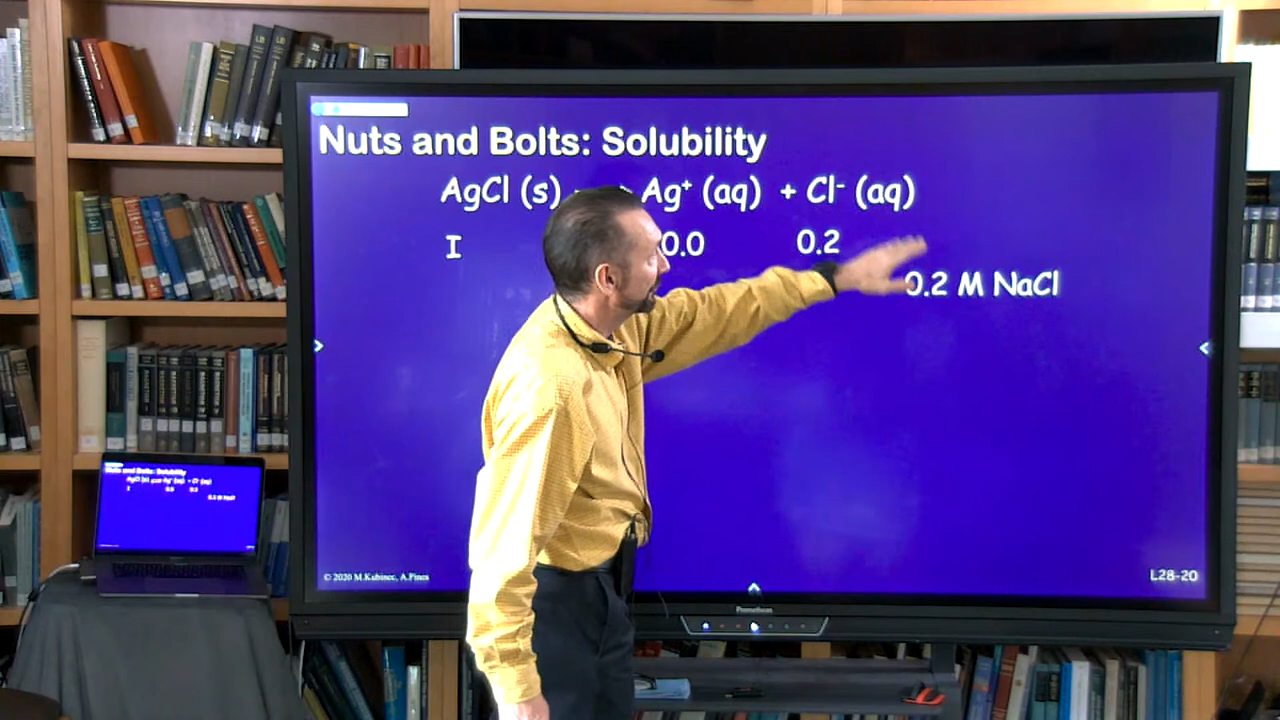 Nuts and Bolts: Solubility
AgCl (s) Ag⁺ (aq) + Cl⁻ (aq)
I 0.0 0.2
0.2 M NaCl
© 2020 M.Kubinec, A.Pines
L28-20
Promethean